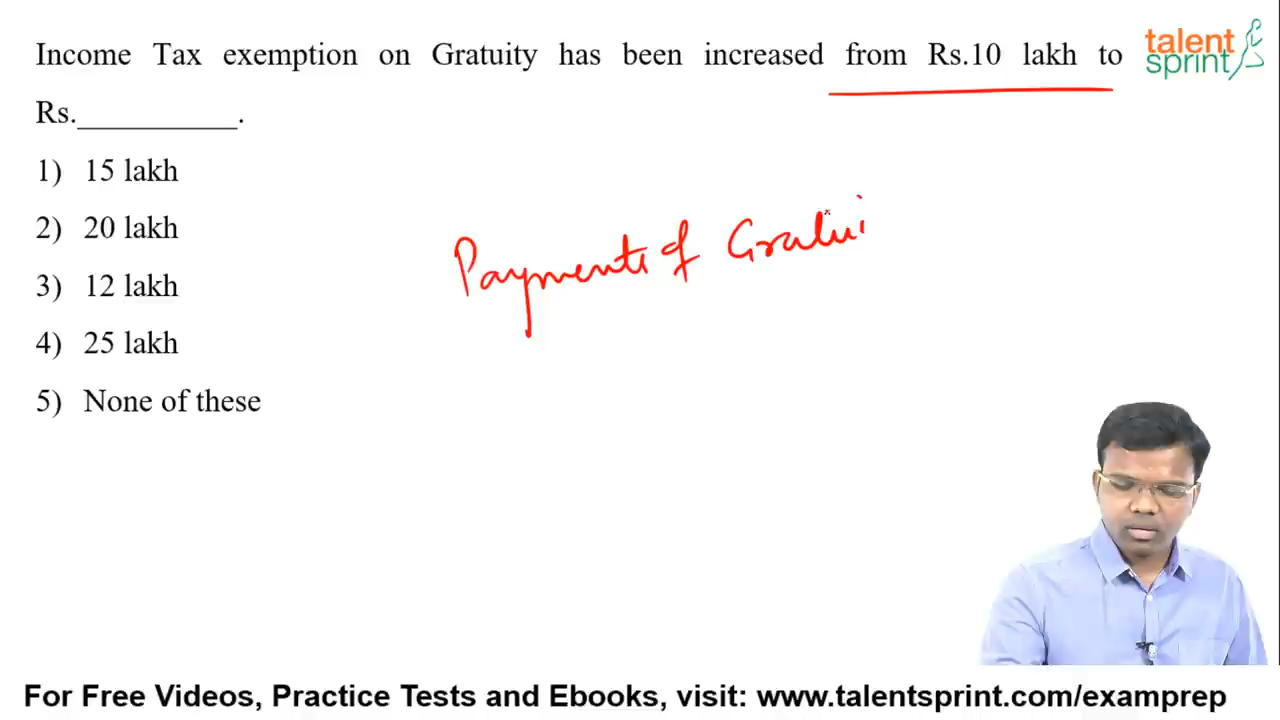 Income Tax exemption on Gratuity has been increased from Rs.10 lakh to
Rs.__________.
1) 15 lakh
2) 20 lakh
3) 12 lakh
4) 25 lakh
5) None of these
Payments of Gratui
talent
sprint
For Free Videos, Practice Tests and Ebooks, visit: www.talentsprint.com/examprep